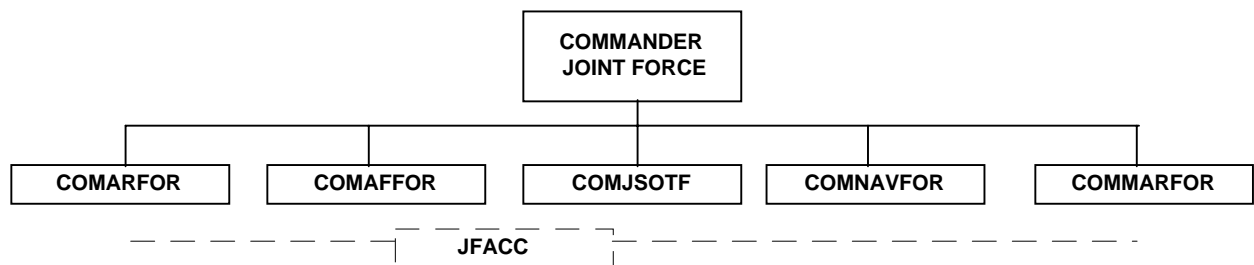 COMMANDER
JOINT FORCE
COMARFOR
COMAFFOR
COMJSOTF
COMNAVFOR
COMMARFOR
JFACC